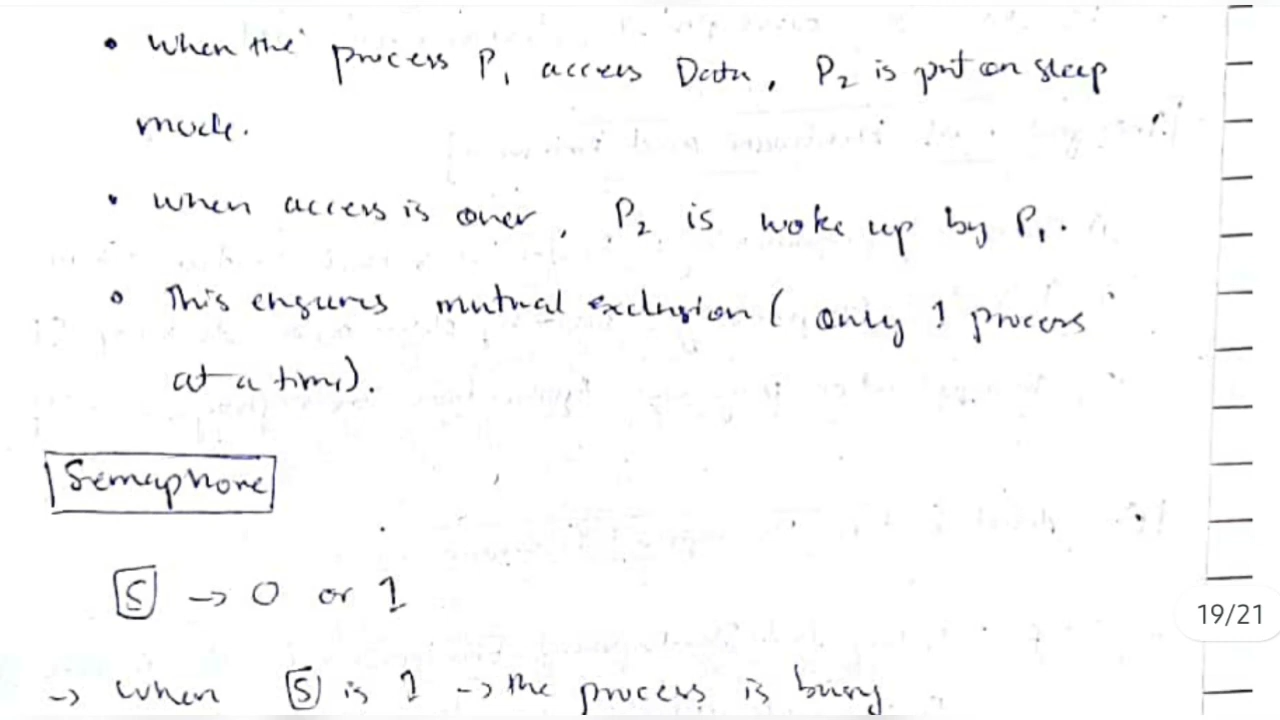 • When the process P₁ access Data, P₂ is put on sleep
mode.
• when access is over, P₂ is woke up by P₁.
• This ensures mutual exclusion ( only 1 process
at a time).
Semaphore
S → 0 or 1
→ when S is 1 → the process is busy
19/21